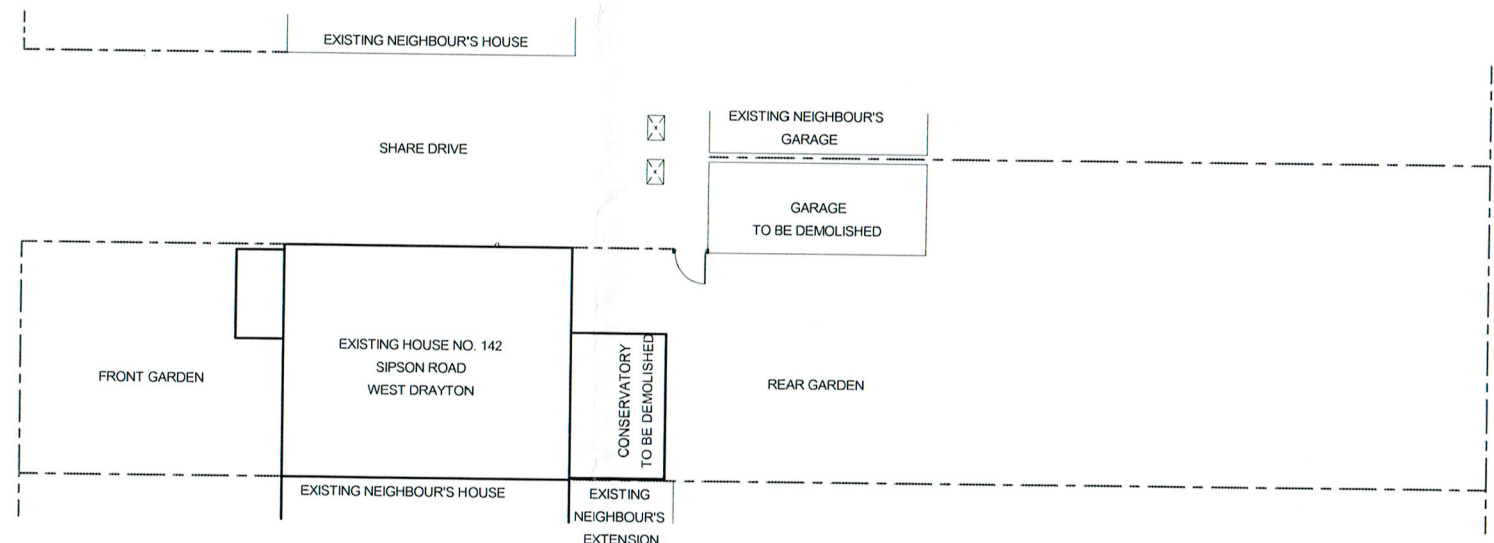 EXISTING NEIGHBOUR'S HOUSE
EXISTING NEIGHBOUR'S
GARAGE
SHARE DRIVE
GARAGE
TO BE DEMOLISHED
EXISTING HOUSE NO. 142
SIPSON ROAD
WEST DRAYTON
FRONT GARDEN
CONSERVATORY
TO BE DEMOLISHED
REAR GARDEN
EXISTING NEIGHBOUR'S HOUSE
EXISTING
NEIGHBOUR'S
EXTENSION